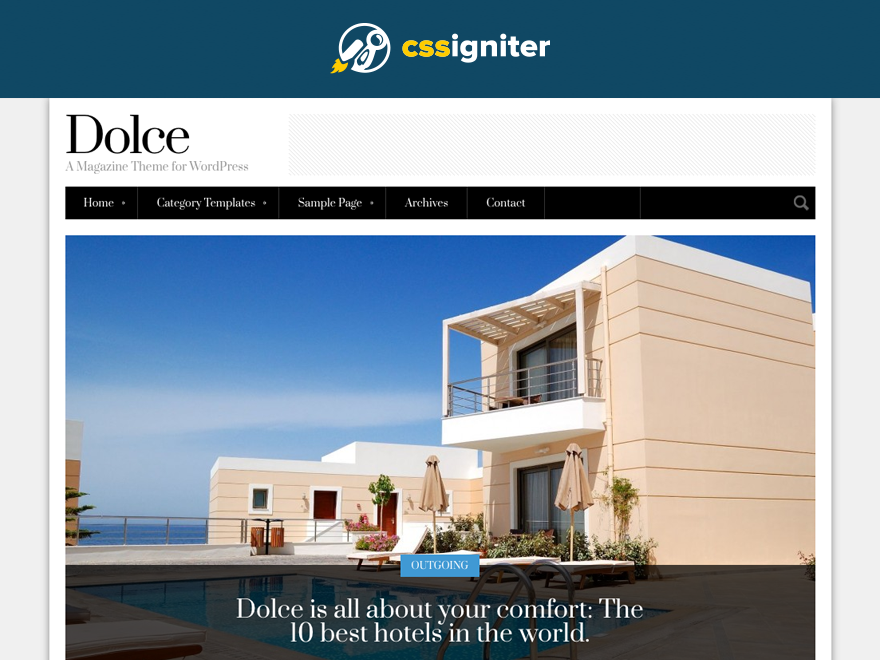 cssigniter
Dolce
A Magazine Theme for WordPress
Home Category Templates Sample Page Archives Contact
OUTGOING
Dolce is all about your comfort: The
10 best hotels in the world.